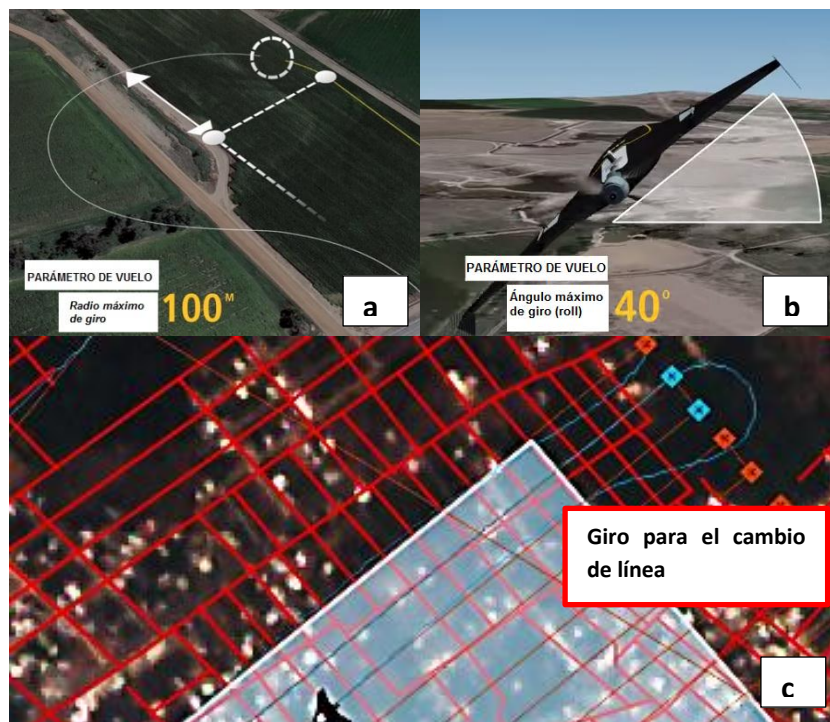 PARÁMETRO DE VUELO
Radio máximo
de giro
100 M
a
PARÁMETRO DE VUELO
Ángulo máximo
de giro (roll)
40°
b
Giro para el cambio
de línea
c